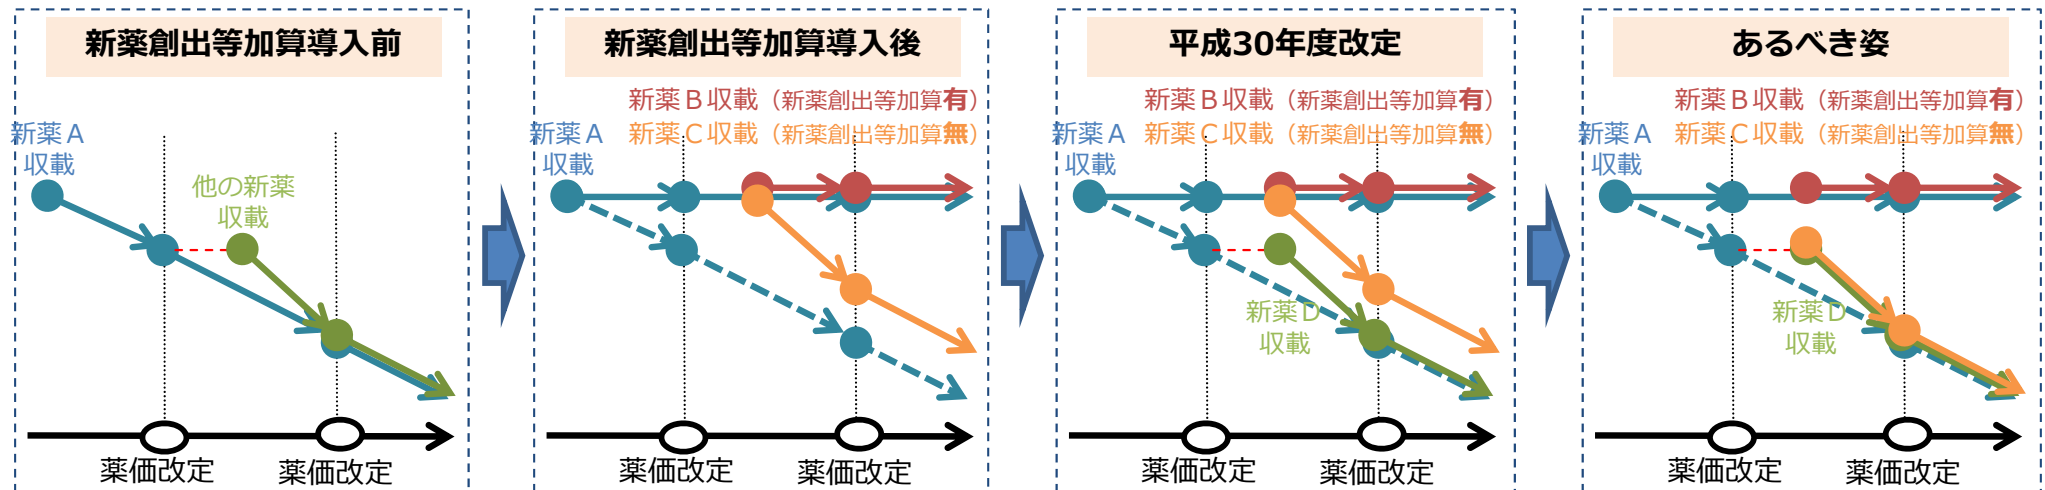 新薬創出等加算導入前
新薬A
収載
他の新薬
収載
薬価改定
薬価改定
新薬創出等加算導入後
新薬B収載（新薬創出等加算有）
新薬A
収載
新薬C収載（新薬創出等加算無）
薬価改定
薬価改定
平成30年度改定
新薬B収載（新薬創出等加算有）
新薬A
収載
新薬C収載（新薬創出等加算無）
新薬D
収載
薬価改定
薬価改定
あるべき姿
新薬B収載（新薬創出等加算有）
新薬A
収載
新薬C収載（新薬創出等加算無）
新薬D
収載
薬価改定
薬価改定